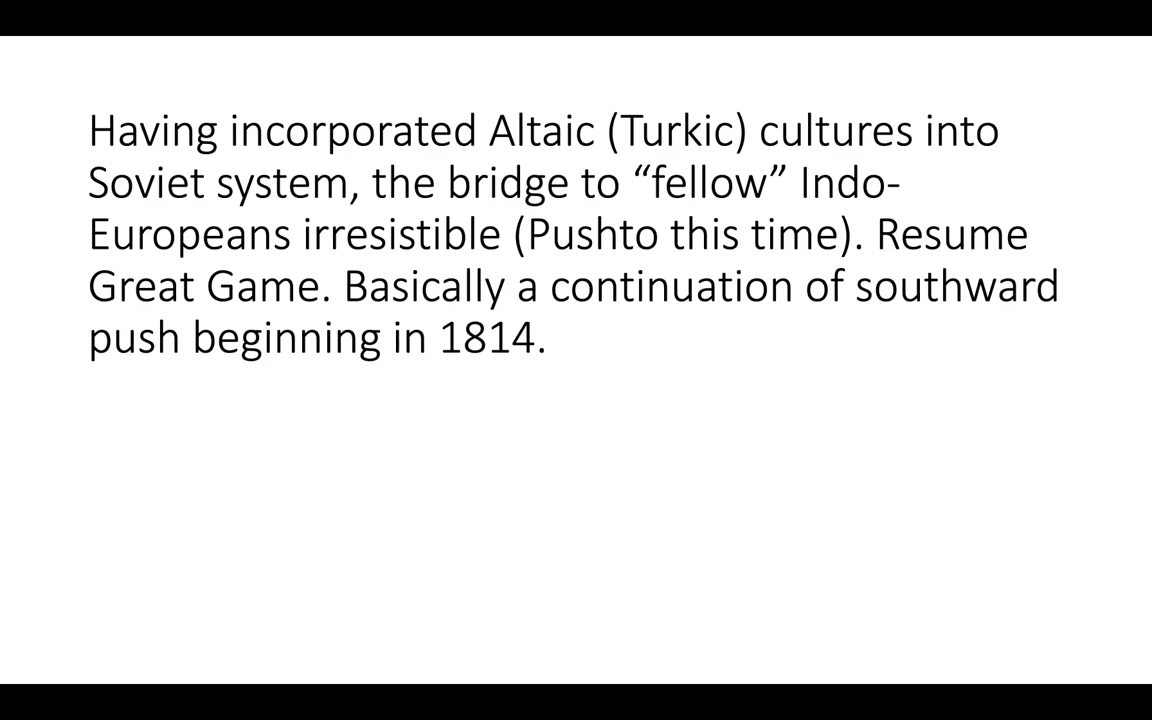 Having incorporated Altaic (Turkic) cultures into
Soviet system, the bridge to “fellow” Indo-
Europeans irresistible (Pushto this time). Resume
Great Game. Basically a continuation of southward
push beginning in 1814.